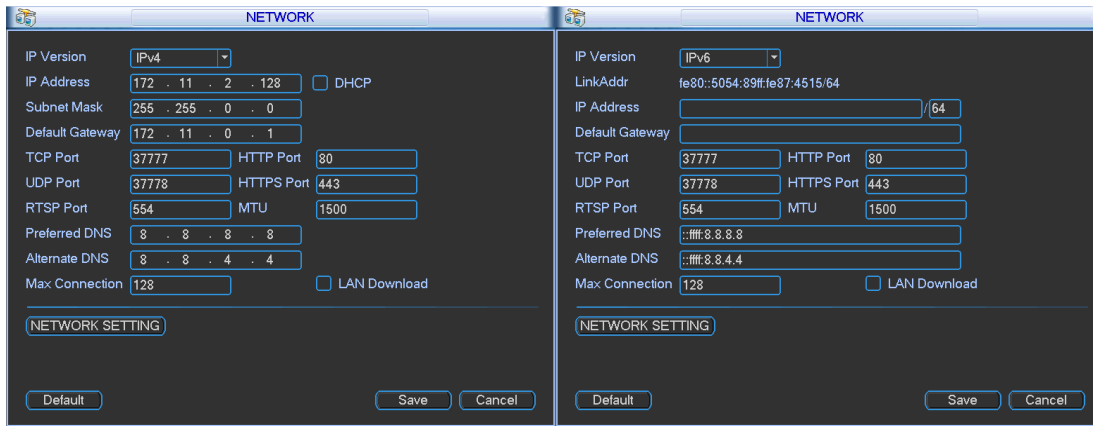 NETWORK
IP Version IPv4
IP Address 172 . 11 . 2 . 128 DHCP
Subnet Mask 255 . 255 . 0 . 0
Default Gateway 172 . 11 . 0 . 1
TCP Port 37777 HTTP Port 80
UDP Port 37778 HTTPS Port 443
RTSP Port 554 MTU 1500
Preferred DNS 8 . 8 . 8 . 8
Alternate DNS 8 . 8 . 4 . 4
Max Connection 128 LAN Download
NETWORK SETTING
Default Save Cancel
NETWORK
IP Version IPv6
LinkAddr fe80::5054:89ff:fe87:4515/64
IP Address / 64
Default Gateway
TCP Port 37777 HTTP Port 80
UDP Port 37778 HTTPS Port 443
RTSP Port 554 MTU 1500
Preferred DNS ::ffff:8.8.8.8
Alternate DNS ::ffff:8.8.4.4
Max Connection 128 LAN Download
NETWORK SETTING
Default Save Cancel